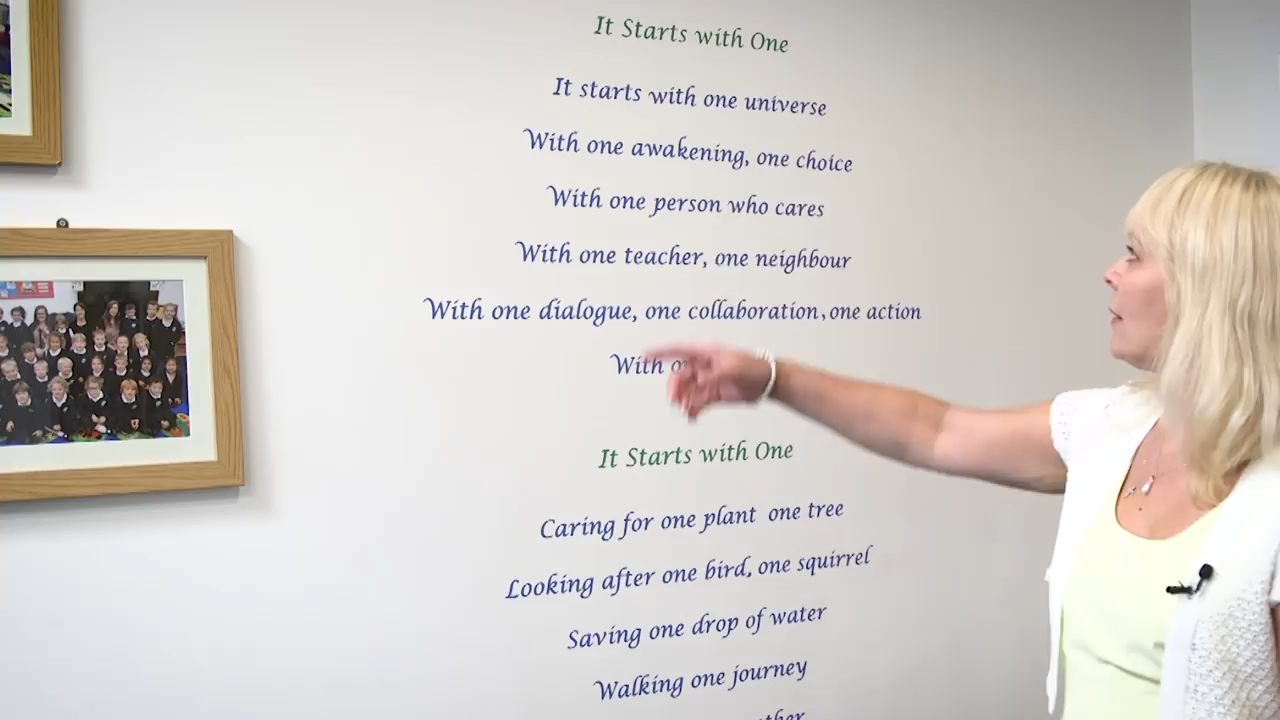 It Starts with One
It starts with one universe
With one awakening, one choice
With one person who cares
With one teacher, one neighbour
With one dialogue, one collaboration, one action
With
It Starts with One
Caring for one plant one tree
Looking after one bird, one squirrel
Saving one drop of water
Walking one journey